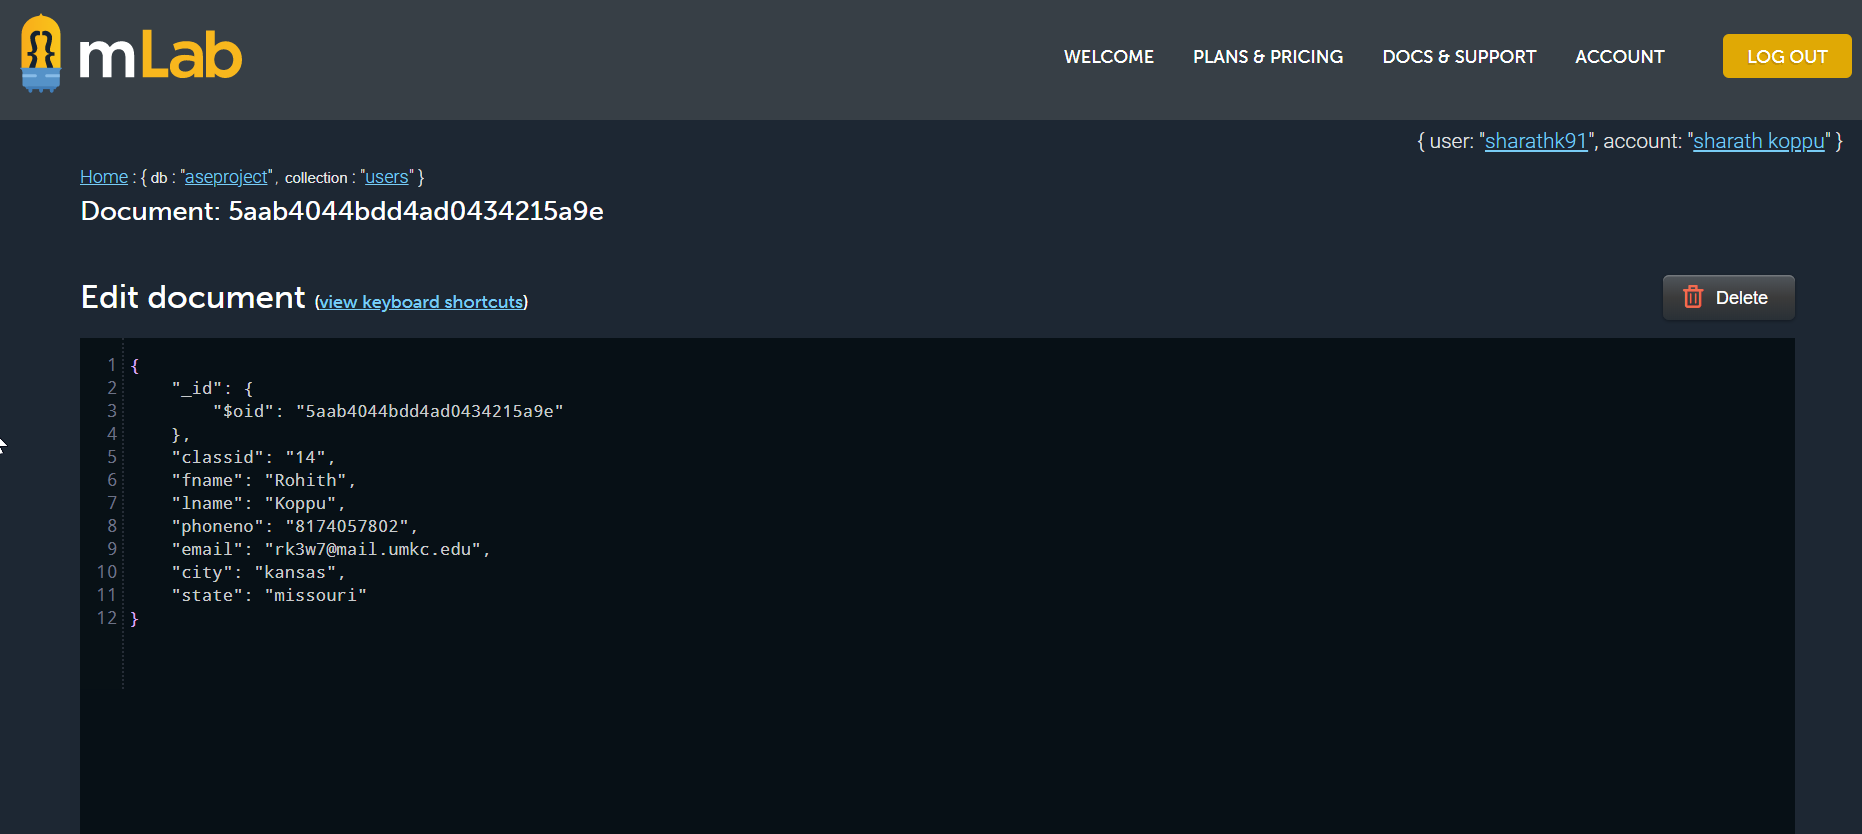 mLab
WELCOME PLANS & PRICING DOCS & SUPPORT ACCOUNT LOG OUT
{ user: "sharathk91", account: "sharath koppu" }
Home : { db : "aseproject", collection : "users" }
Document: 5aab4044bdd4ad0434215a9e
Edit document (view keyboard shortcuts)
Delete
1 {
2 "_id": {
3 "$oid": "5aab4044bdd4ad0434215a9e"
4 },
5 "classid": "14",
6 "fname": "Rohith",
7 "lname": "Koppu",
8 "phoneno": "8174057802",
9 "email": "rk3w7@mail.umkc.edu",
10 "city": "kansas",
11 "state": "missouri"
12 }